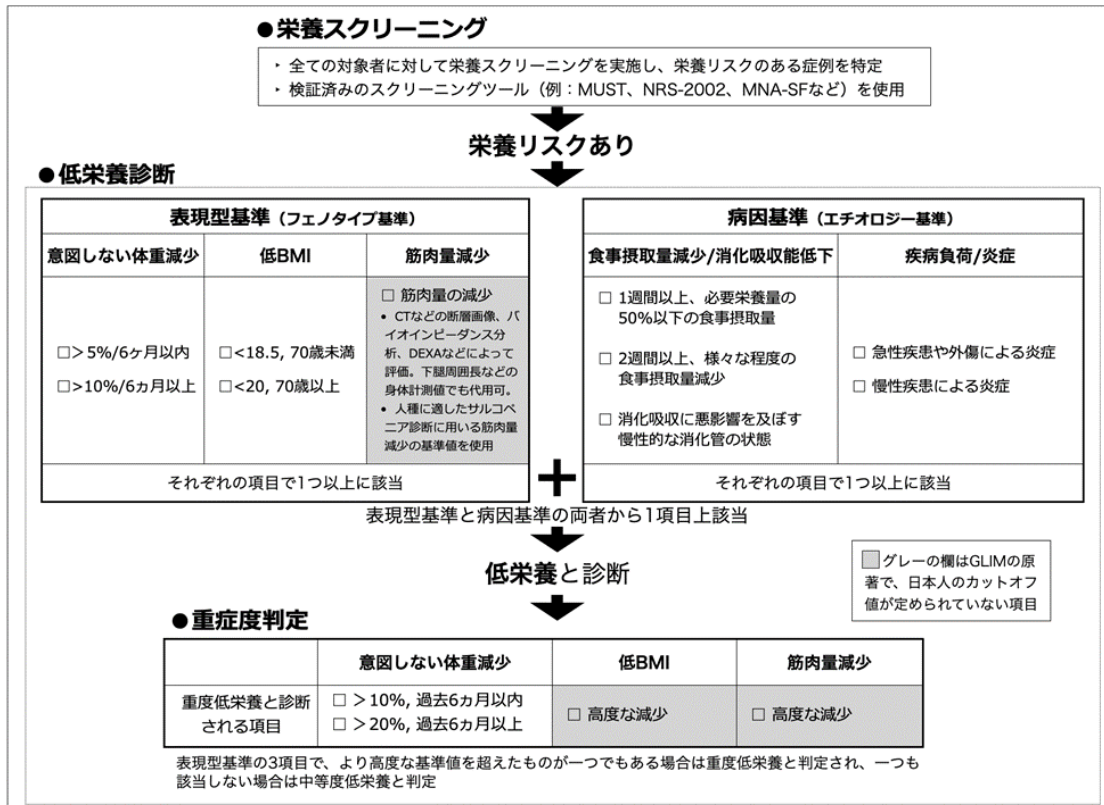 ●栄養スクリーニング
‣ 全ての対象者に対して栄養スクリーニングを実施し、栄養リスクのある症例を特定
‣ 検証済みのスクリーニングツール（例：MUST、NRS-2002、MNA-SFなど）を使用
栄養リスクあり
●低栄養診断
表現型基準（フェノタイプ基準）
意図しない体重減少
低BMI
筋肉量減少
□＞5%/6ヶ月以内
□>10%/6ヵ月以上
□<18.5, 70歳未満
□<20, 70歳以上
□ 筋肉量の減少
• CTなどの断層画像、バ
イオインピーダンス分
析、DEXAなどによって
評価。下腿周囲長などの
身体計測値でも代用可。
• 人種に適したサルコペ
ニア診断に用いる筋肉量
減少の基準値を使用
それぞれの項目で1つ以上に該当
＋
病因基準（エチオロジー基準）
食事摂取量減少/消化吸収能低下
疾病負荷/炎症
□ 1週間以上、必要栄養量の
50%以下の食事摂取量
□ 2週間以上、様々な程度の
食事摂取量減少
□ 消化吸収に悪影響を及ぼす
慢性的な消化管の状態
□ 急性疾患や外傷による炎症
□ 慢性疾患による炎症
それぞれの項目で1つ以上に該当
表現型基準と病因基準の両者から1項目上該当
低栄養と診断
グレーの欄はGLIMの原
著で、日本人のカットオフ
値が定められていない項目
●重症度判定
意図しない体重減少
低BMI
筋肉量減少
重度低栄養と診断
される項目
□ ＞10%, 過去6ヵ月以内
□ ＞20%, 過去6ヵ月以上
□ 高度な減少
□ 高度な減少
表現型基準の3項目で、より高度な基準値を超えたものが一つでもある場合は重度低栄養と判定され、一つも
該当しない場合は中等度低栄養と判定